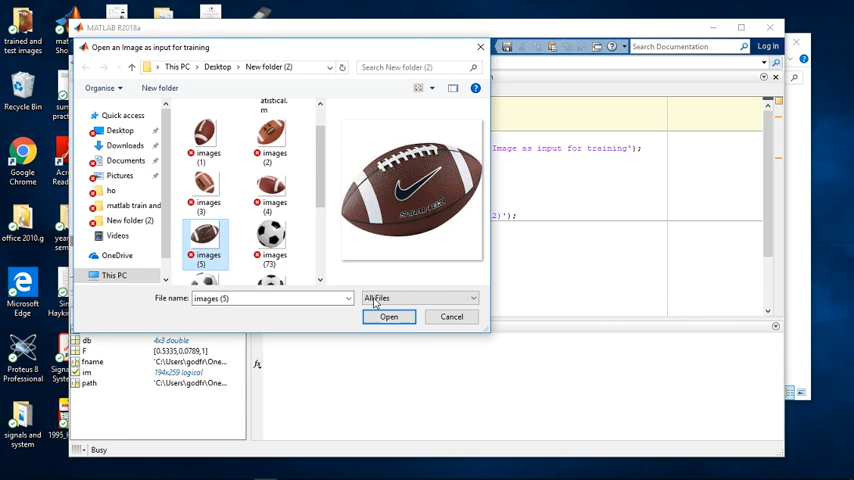 trained and
test images
Recycle Bin
Google
Chrome
office 2010.g
Microsoft
Edge
Proteus 8
Professional
signals and
system
MATLAB R2018a
Search Documentation
Log In
Open an Image as input for training
This PC
Desktop
New folder (2)
Search New folder (2)
Organise
New folder
Quick access
Desktop
Downloads
Documents
Pictures
ho
matlab train and
New folder (2)
Videos
OneDrive
This PC
atistical.
m
images
(1)
images
(2)
images
(3)
images
(4)
images
(5)
images
(73)
File name:
images (5)
All Files
Open
Cancel
Image as input for training');
2)');
db
4x3 double
F
[0.5335,0.0789,1]
fname
'C:\Users\godfr\One...
im
194x259 logical
path
'C:\Users\godfr\One...
fx
Busy